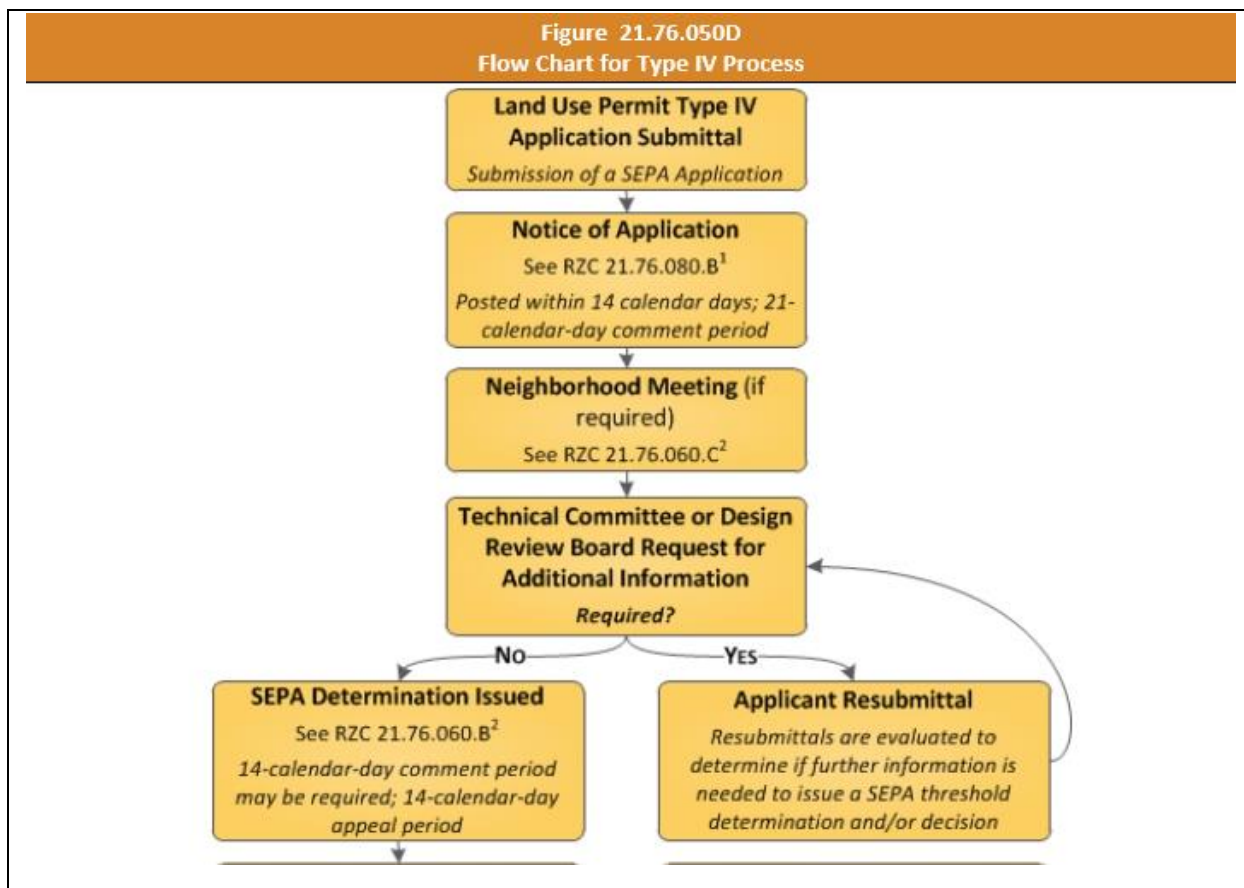 Figure 21.76.050D
Flow Chart for Type IV Process
Land Use Permit Type IV
Application Submittal
Submission of a SEPA Application
Notice of Application
See RZC 21.76.080.B¹
Posted within 14 calendar days; 21-
calendar-day comment period
Neighborhood Meeting (if
required)
See RZC 21.76.060.C²
Technical Committee or Design
Review Board Request for
Additional Information
Required?
NO
YES
SEPA Determination Issued
See RZC 21.76.060.B²
14-calendar-day comment period
may be required; 14-calendar-day
appeal period
Applicant Resubmittal
Resubmittals are evaluated to
determine if further information is
needed to issue a SEPA threshold
determination and/or decision